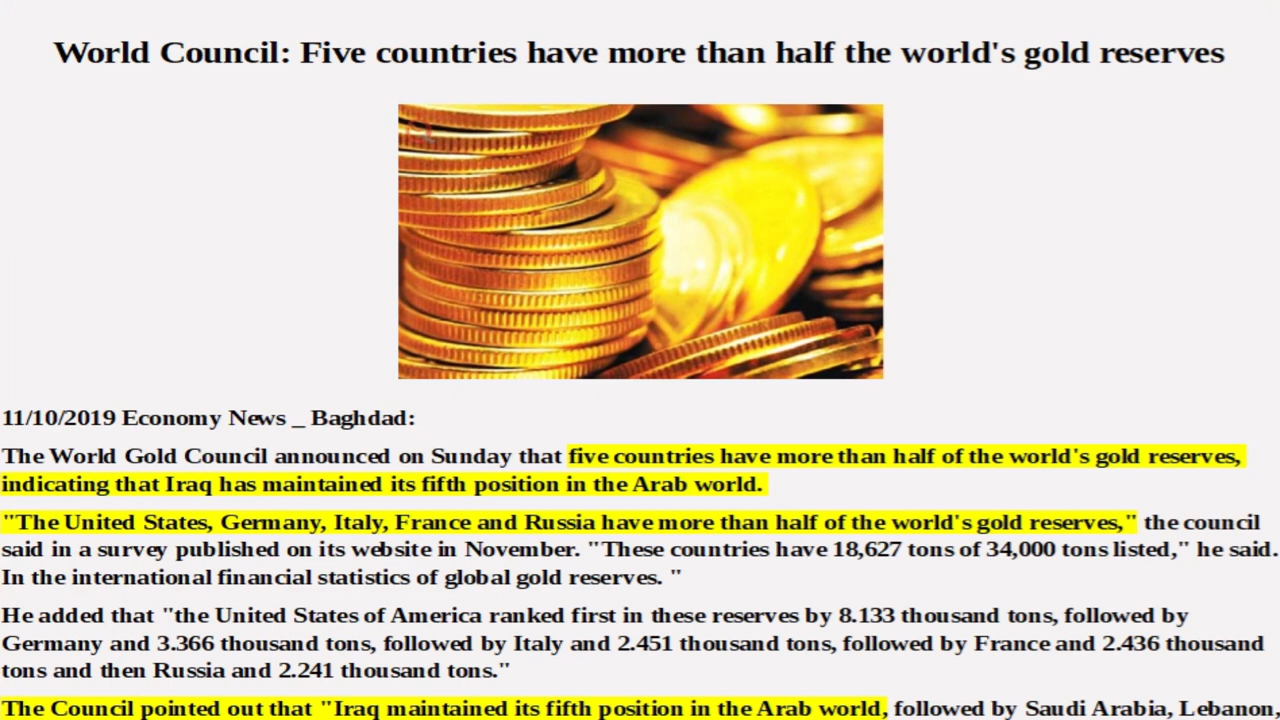 World Council: Five countries have more than half the world's gold reserves
11/10/2019 Economy News _ Baghdad:
The World Gold Council announced on Sunday that five countries have more than half of the world's gold reserves,
indicating that Iraq has maintained its fifth position in the Arab world.
"The United States, Germany, Italy, France and Russia have more than half of the world's gold reserves," the council
said in a survey published on its website in November. "These countries have 18,627 tons of 34,000 tons listed," he said.
In the international financial statistics of global gold reserves. "
He added that "the United States of America ranked first in these reserves by 8.133 thousand tons, followed by
Germany and 3.366 thousand tons, followed by Italy and 2.451 thousand tons, followed by France and 2.436 thousand
tons and then Russia and 2.241 thousand tons."
The Council pointed out that "Iraq maintained its fifth position in the Arab world, followed by Saudi Arabia, Lebanon,